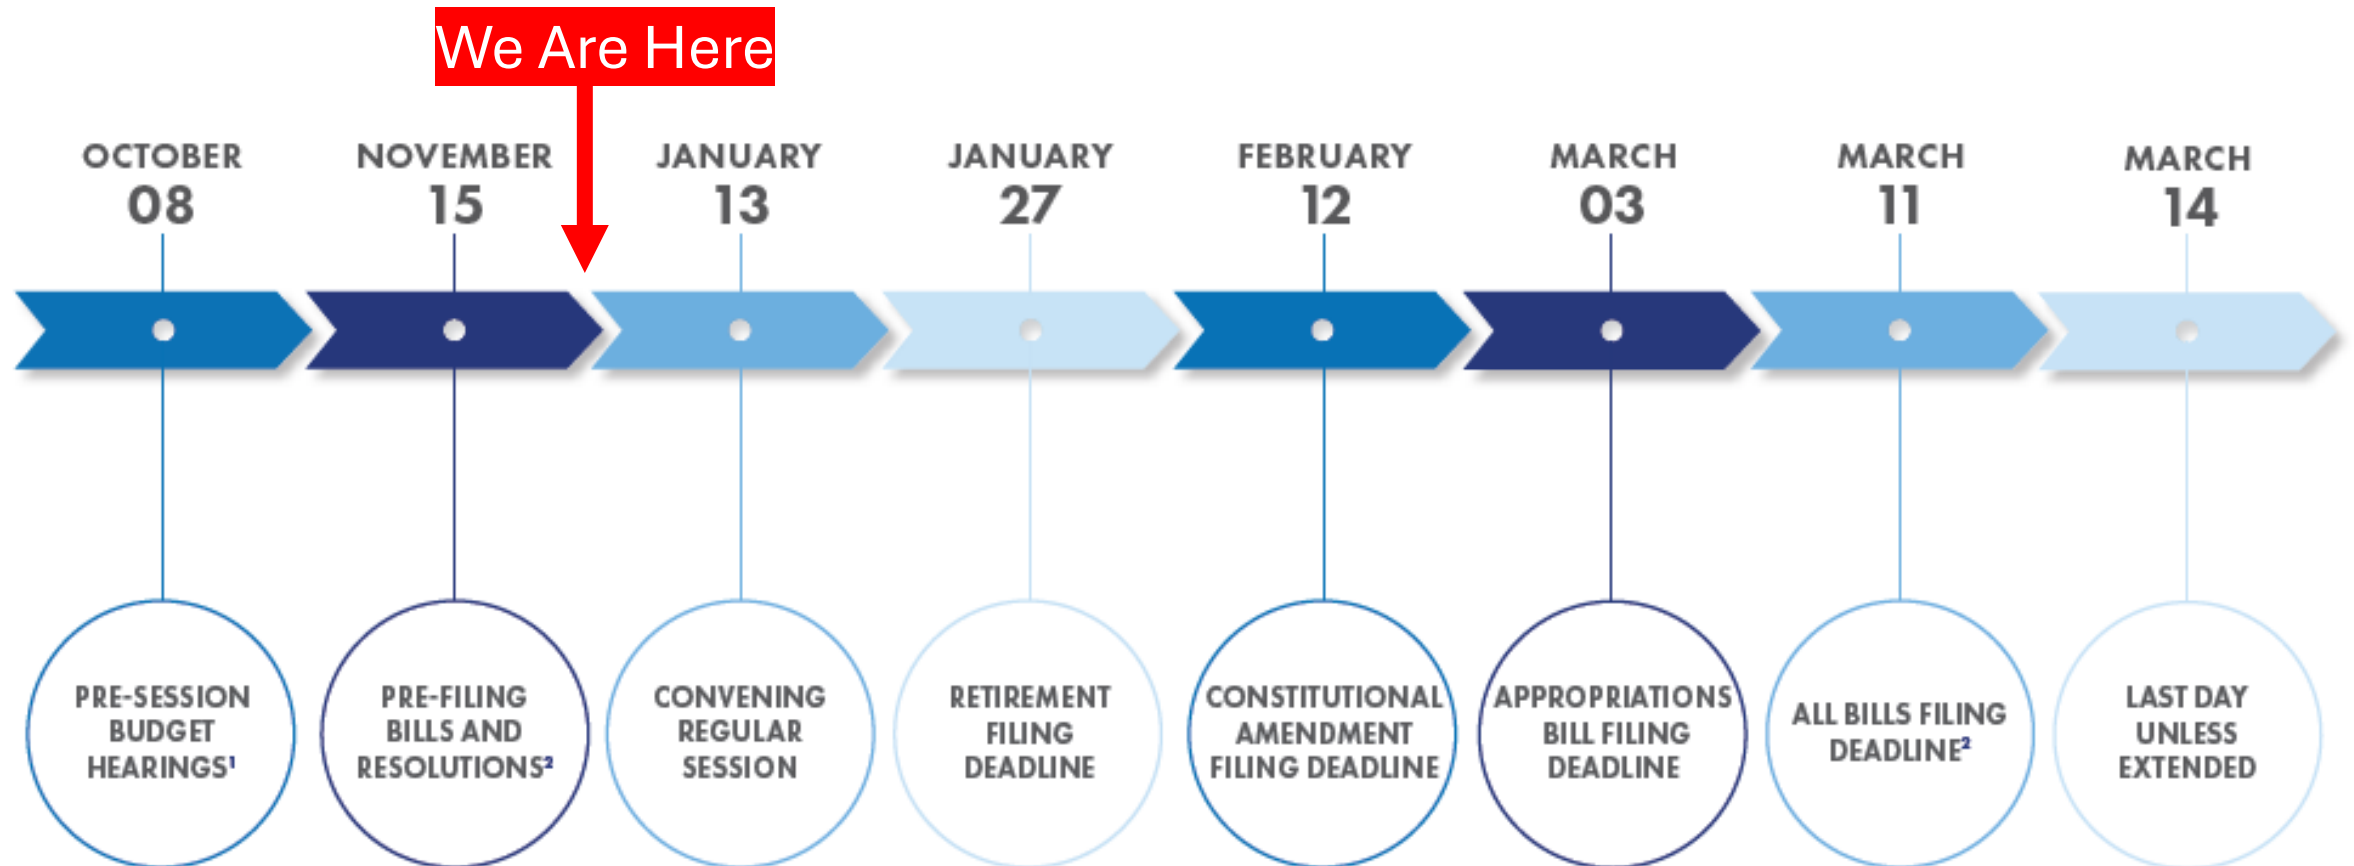 We Are Here
OCTOBER
08
NOVEMBER
15
JANUARY
13
JANUARY
27
FEBRUARY
12
MARCH
03
MARCH
11
MARCH
14
PRE-SESSION
BUDGET
HEARINGS¹
PRE-FILING
BILLS AND
RESOLUTIONS²
CONVENING
REGULAR
SESSION
RETIREMENT
FILING
DEADLINE
CONSTITUTIONAL
AMENDMENT
FILING DEADLINE
APPROPRIATIONS
BILL FILING
DEADLINE
ALL BILLS FILING
DEADLINE²
LAST DAY
UNLESS
EXTENDED